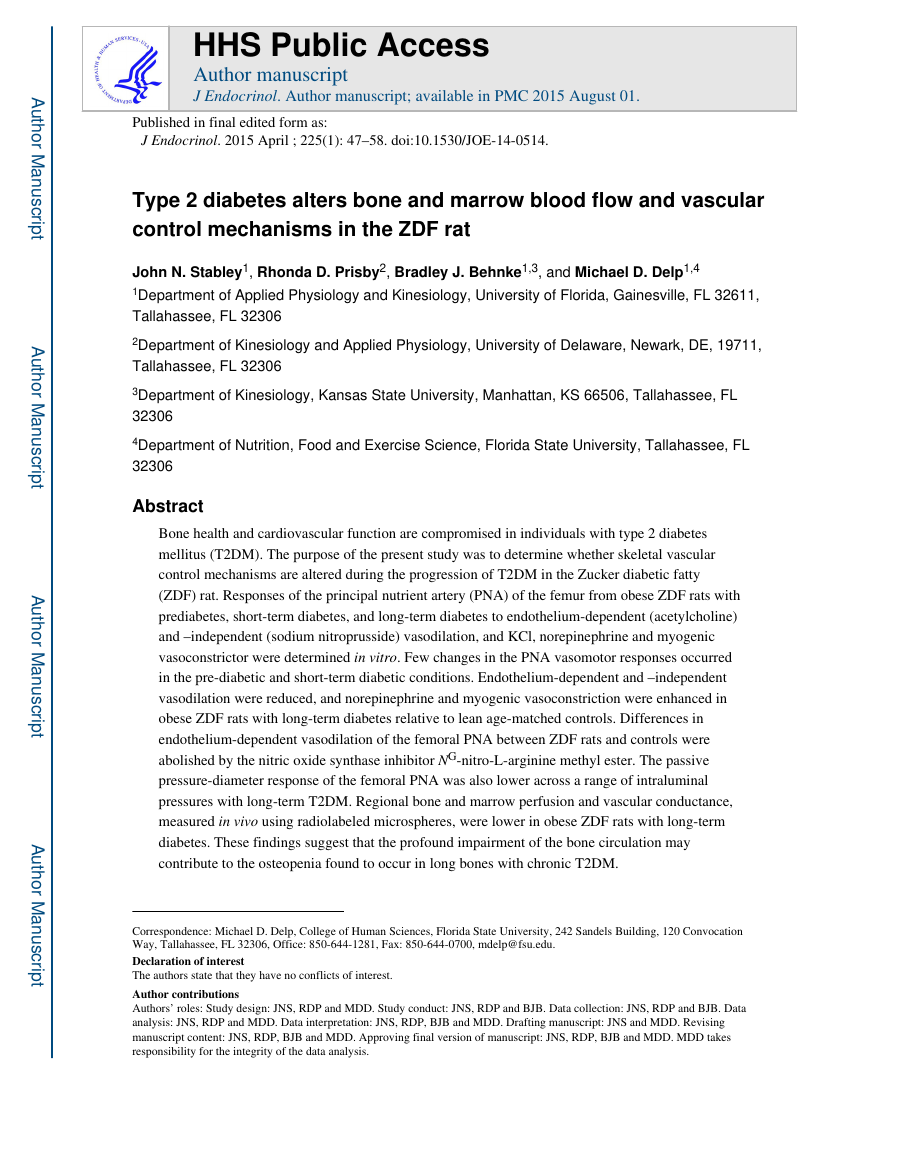 HHS Public Access
Author manuscript
J Endocrinol. Author manuscript; available in PMC 2015 August 01.
DEPARTMENT OF HEALTH & HUMAN SERVICES · USA
Published in final edited form as:
J Endocrinol. 2015 April ; 225(1): 47–58. doi:10.1530/JOE-14-0514.
Type 2 diabetes alters bone and marrow blood flow and vascular
control mechanisms in the ZDF rat
John N. Stabley1, Rhonda D. Prisby2, Bradley J. Behnke1,3, and Michael D. Delp1,4
1Department of Applied Physiology and Kinesiology, University of Florida, Gainesville, FL 32611,
Tallahassee, FL 32306
2Department of Kinesiology and Applied Physiology, University of Delaware, Newark, DE, 19711,
Tallahassee, FL 32306
3Department of Kinesiology, Kansas State University, Manhattan, KS 66506, Tallahassee, FL
32306
4Department of Nutrition, Food and Exercise Science, Florida State University, Tallahassee, FL
32306
Abstract
Bone health and cardiovascular function are compromised in individuals with type 2 diabetes
mellitus (T2DM). The purpose of the present study was to determine whether skeletal vascular
control mechanisms are altered during the progression of T2DM in the Zucker diabetic fatty
(ZDF) rat. Responses of the principal nutrient artery (PNA) of the femur from obese ZDF rats with
prediabetes, short-term diabetes, and long-term diabetes to endothelium-dependent (acetylcholine)
and –independent (sodium nitroprusside) vasodilation, and KCl, norepinephrine and myogenic
vasoconstrictor were determined in vitro. Few changes in the PNA vasomotor responses occurred
in the pre-diabetic and short-term diabetic conditions. Endothelium-dependent and –independent
vasodilation were reduced, and norepinephrine and myogenic vasoconstriction were enhanced in
obese ZDF rats with long-term diabetes relative to lean age-matched controls. Differences in
endothelium-dependent vasodilation of the femoral PNA between ZDF rats and controls were
abolished by the nitric oxide synthase inhibitor NG-nitro-L-arginine methyl ester. The passive
pressure-diameter response of the femoral PNA was also lower across a range of intraluminal
pressures with long-term T2DM. Regional bone and marrow perfusion and vascular conductance,
measured in vivo using radiolabeled microspheres, were lower in obese ZDF rats with long-term
diabetes. These findings suggest that the profound impairment of the bone circulation may
contribute to the osteopenia found to occur in long bones with chronic T2DM.
Correspondence: Michael D. Delp, College of Human Sciences, Florida State University, 242 Sandels Building, 120 Convocation
Way, Tallahassee, FL 32306, Office: 850-644-1281, Fax: 850-644-0700, mdelp@fsu.edu.
Declaration of interest
The authors state that they have no conflicts of interest.
Author contributions
Authors' roles: Study design: JNS, RDP and MDD. Study conduct: JNS, RDP and BJB. Data collection: JNS, RDP and BJB. Data
analysis: JNS, RDP and MDD. Data interpretation: JNS, RDP, BJB and MDD. Drafting manuscript: JNS and MDD. Revising
manuscript content: JNS, RDP, BJB and MDD. Approving final version of manuscript: JNS, RDP, BJB and MDD. MDD takes
responsibility for the integrity of the data analysis.
Author Manuscript
Author Manuscript
Author Manuscript
Author Manuscript